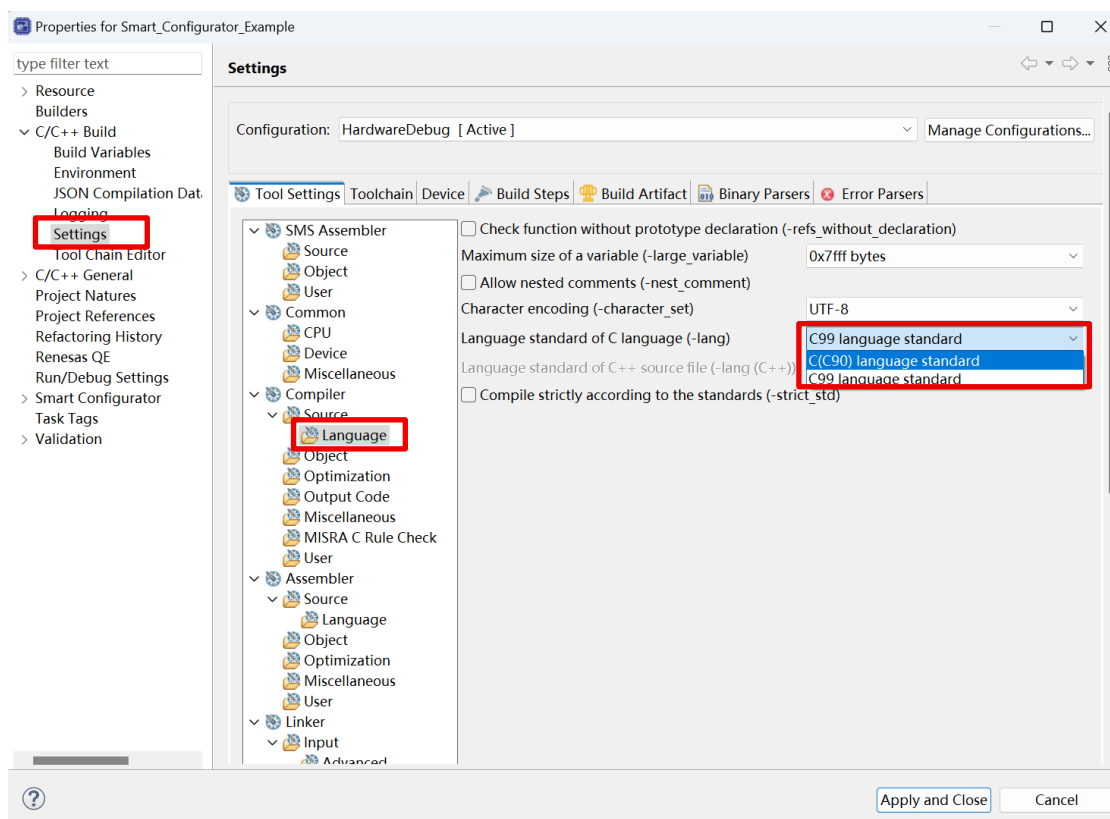 Properties for Smart_Configurator_Example
type filter text
Resource
Builders
C/C++ Build
Build Variables
Environment
JSON Compilation Data
Logging
Settings
Tool Chain Editor
C/C++ General
Project Natures
Project References
Refactoring History
Renesas QE
Run/Debug Settings
Smart Configurator
Task Tags
Validation
Settings
Configuration: HardwareDebug [ Active ] Manage Configurations...
Tool Settings Toolchain Device Build Steps Build Artifact Binary Parsers Error Parsers
SMS Assembler
Source
Object
User
Common
CPU
Device
Miscellaneous
Compiler
Source
Language
Object
Optimization
Output Code
Miscellaneous
MISRA C Rule Check
User
Assembler
Source
Language
Object
Optimization
Miscellaneous
User
Linker
Input
Advanced
Check function without prototype declaration (-refs_without_declaration)
Maximum size of a variable (-large_variable) 0x7fff bytes
Allow nested comments (-nest_comment)
Character encoding (-character_set) UTF-8
Language standard of C language (-lang) C99 language standard
C(C90) language standard
Language standard of C++ source file (-lang (C++)) C99 language standard
Compile strictly according to the standards (-strict_std)
? Apply and Close Cancel